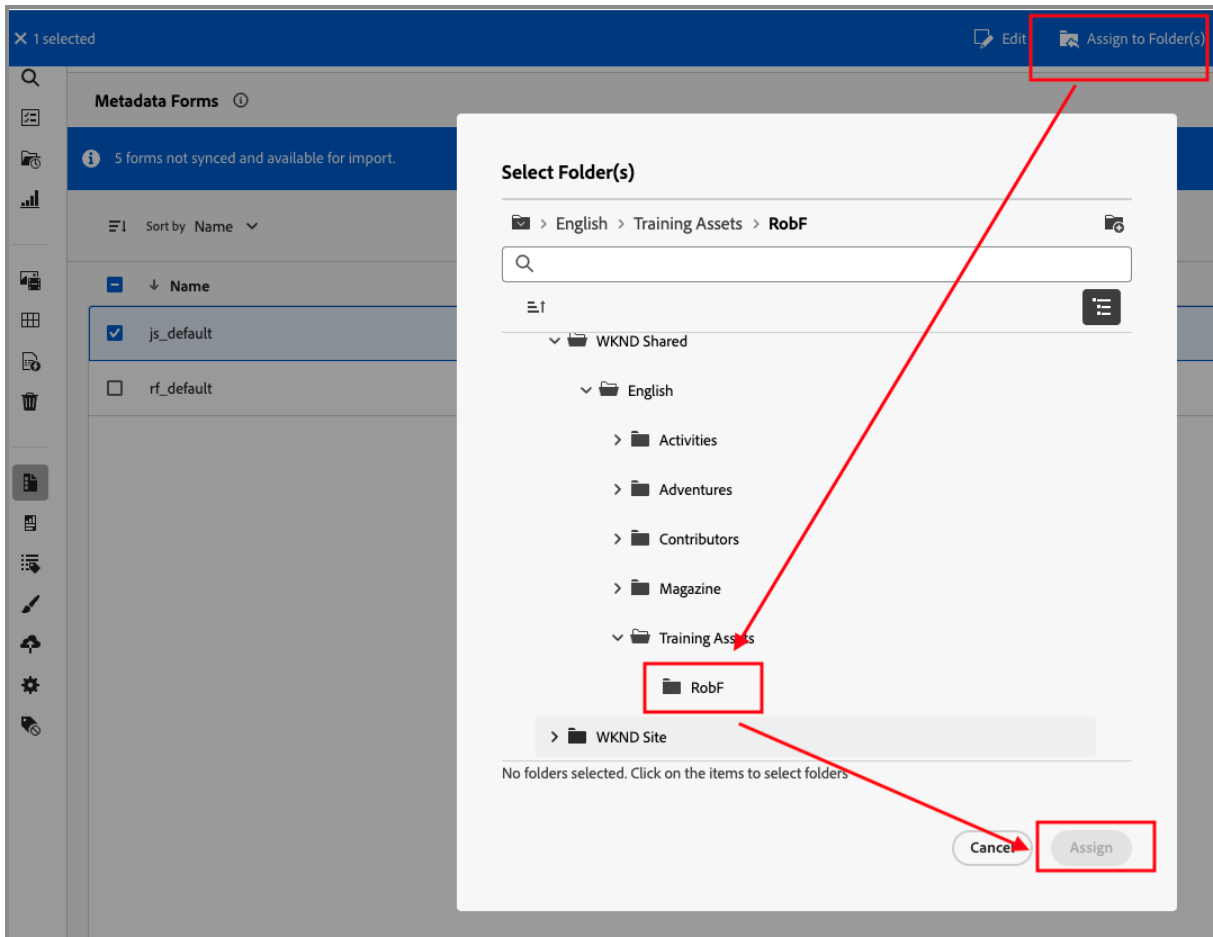 1 selected
Edit
Assign to Folder(s)
Metadata Forms
5 forms not synced and available for import.
Sort by Name
Name
js_default
rf_default
Select Folder(s)
English > Training Assets > RobF
WKND Shared
English
Activities
Adventures
Contributors
Magazine
Training Assets
RobF
WKND Site
No folders selected. Click on the items to select folders
Cancel
Assign